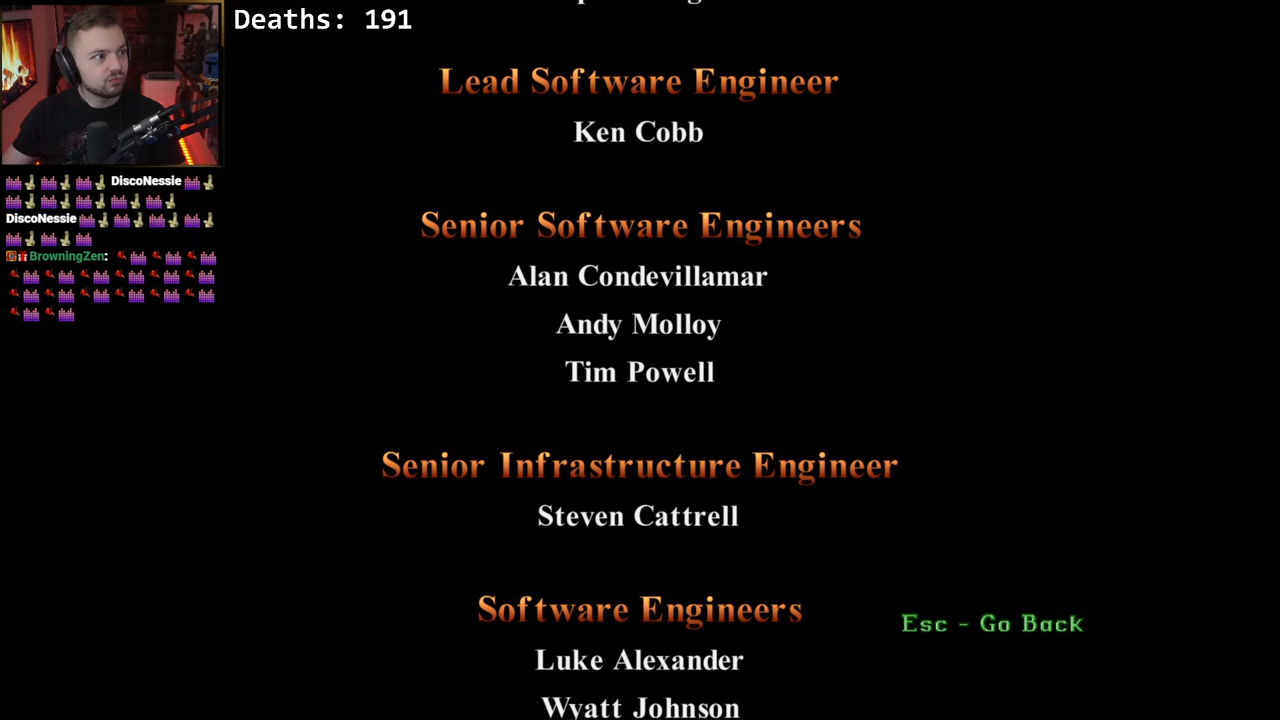 Deaths: 191
Lead Software Engineer
Ken Cobb
DiscoNessie
DiscoNessie
BrowningZen:
Senior Software Engineers
Alan Condevillamar
Andy Molloy
Tim Powell
Senior Infrastructure Engineer
Steven Cattrell
Software Engineers
Esc - Go Back
Luke Alexander
Wyatt Johnson